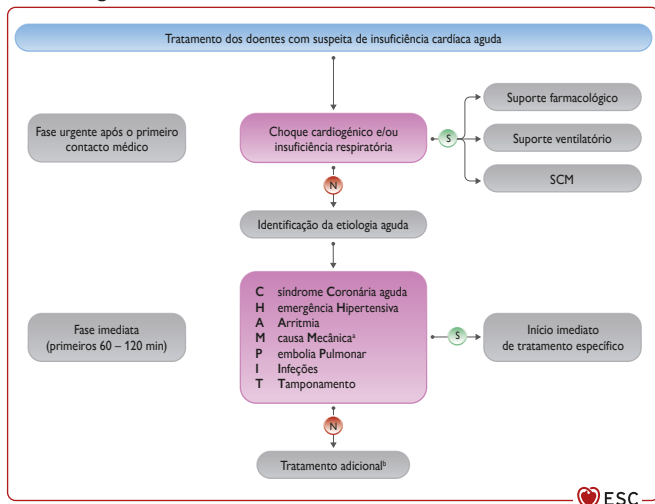 Tratamento dos doentes com suspeita de insuficiência cardíaca aguda
Fase urgente após o primeiro
contacto médico
Choque cardiogénico e/ou
insuficiência respiratória
S
Suporte farmacológico
Suporte ventilatório
SCM
N
Identificação da etiologia aguda
Fase imediata
(primeiros 60 – 120 min)
C síndrome Coronária aguda
H emergência Hipertensiva
A Arritmia
M causa Mecânicaᵃ
P embolia Pulmonar
I Infeções
T Tamponamento
S
Início imediato
de tratamento específico
N
Tratamento adicionalᵇ
ESC